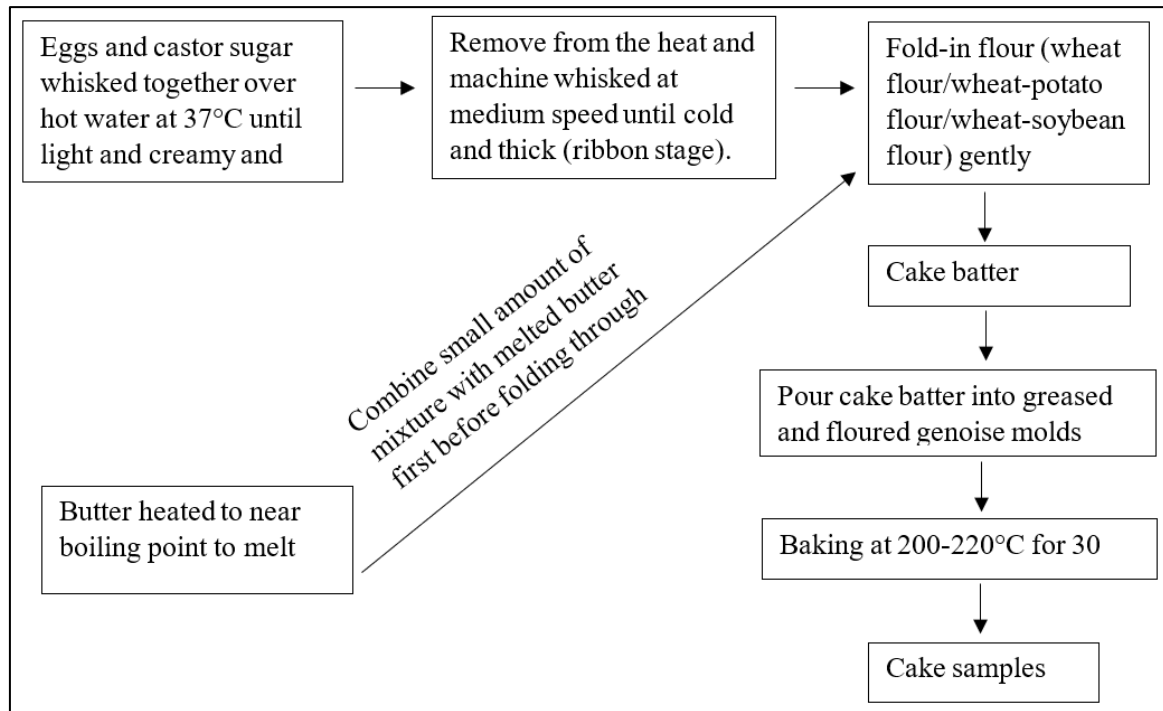 Eggs and castor sugar
whisked together over
hot water at 37°C until
light and creamy and
Remove from the heat and
machine whisked at
medium speed until cold
and thick (ribbon stage).
Fold-in flour (wheat
flour/wheat-potato
flour/wheat-soybean
flour) gently
Combine small amount of
mixture with melted butter
first before folding through
Butter heated to near
boiling point to melt
Cake batter
Pour cake batter into greased
and floured genoise molds
Baking at 200-220°C for 30
Cake samples